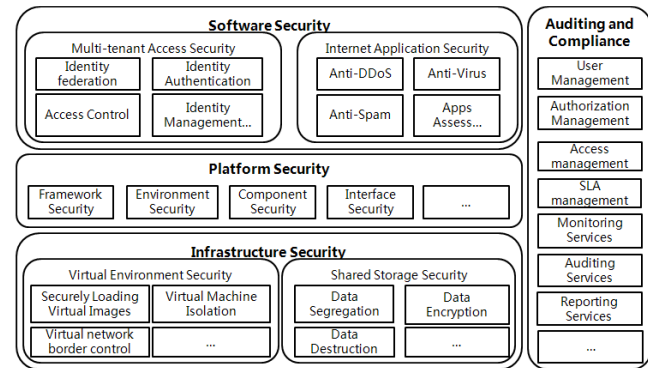 Software Security
Multi-tenant Access Security
Identity
federation
Identity
Authentication
Access Control
Identity
Management...
Internet Application Security
Anti-DDoS
Anti-Virus
Anti-Spam
Apps
Assess...
Platform Security
Framework
Security
Environment
Security
Component
Security
Interface
Security
...
Infrastructure Security
Virtual Environment Security
Securely Loading
Virtual Images
Virtual Machine
Isolation
Virtual network
border control
...
Shared Storage Security
Data
Segregation
Data
Encryption
Data
Destruction
...
Auditing and
Compliance
User
Management
Authorization
Management
Access
management
SLA
management
Monitoring
Services
Auditing
Services
Reporting
Services
...